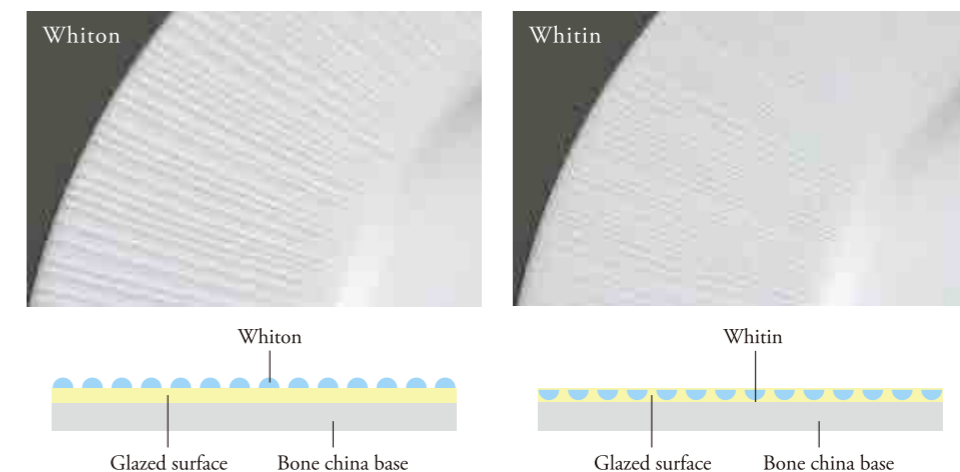 Whiton
Whitin
Whiton
Whitin
Glazed surface
Bone china base
Glazed surface
Bone china base